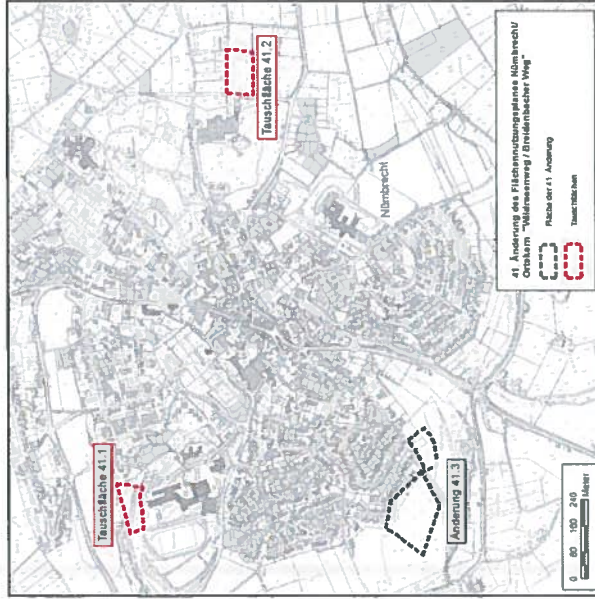 Tauschfläche 41.1
Tauschfläche 41.2
Nümbrecht
Änderung 41.3
41. Änderung des Flächennutzungsplanes Nümbrecht/
Ortskern "Wildrosenweg / Breidenbacher Weg"
Fläche der 41. Änderung
Tauschflächen
0 80 160 240
Meter